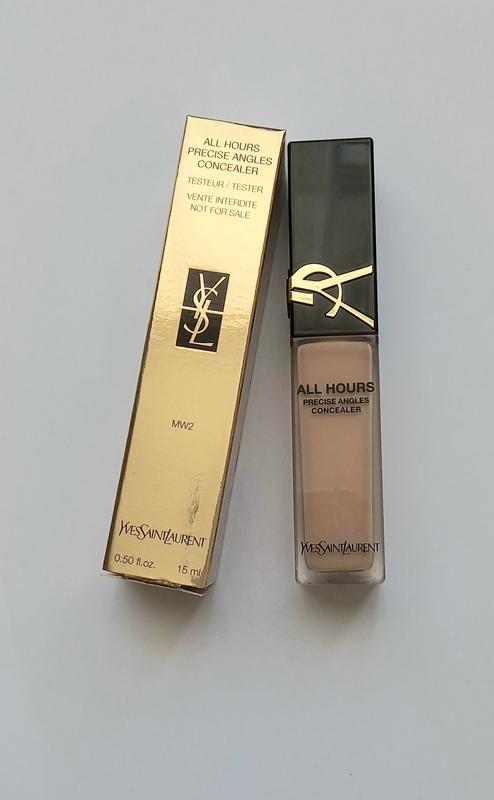 ALL HOURS
PRECISE ANGLES
CONCEALER
TESTEUR / TESTER
VENTE INTERDITE
NOT FOR SALE
YSL
MW2
YVESSAINTLAURENT
0.50 fl.oz. 15 ml
ALL HOURS
PRECISE ANGLES
CONCEALER
YVESSAINTLAURENT